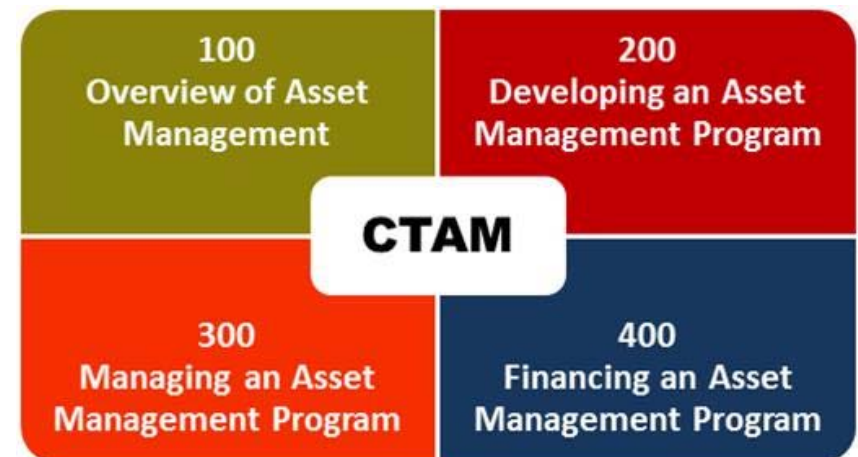 100
Overview of Asset
Management
200
Developing an Asset
Management Program
CTAM
300
Managing an Asset
Management Program
400
Financing an Asset
Management Program